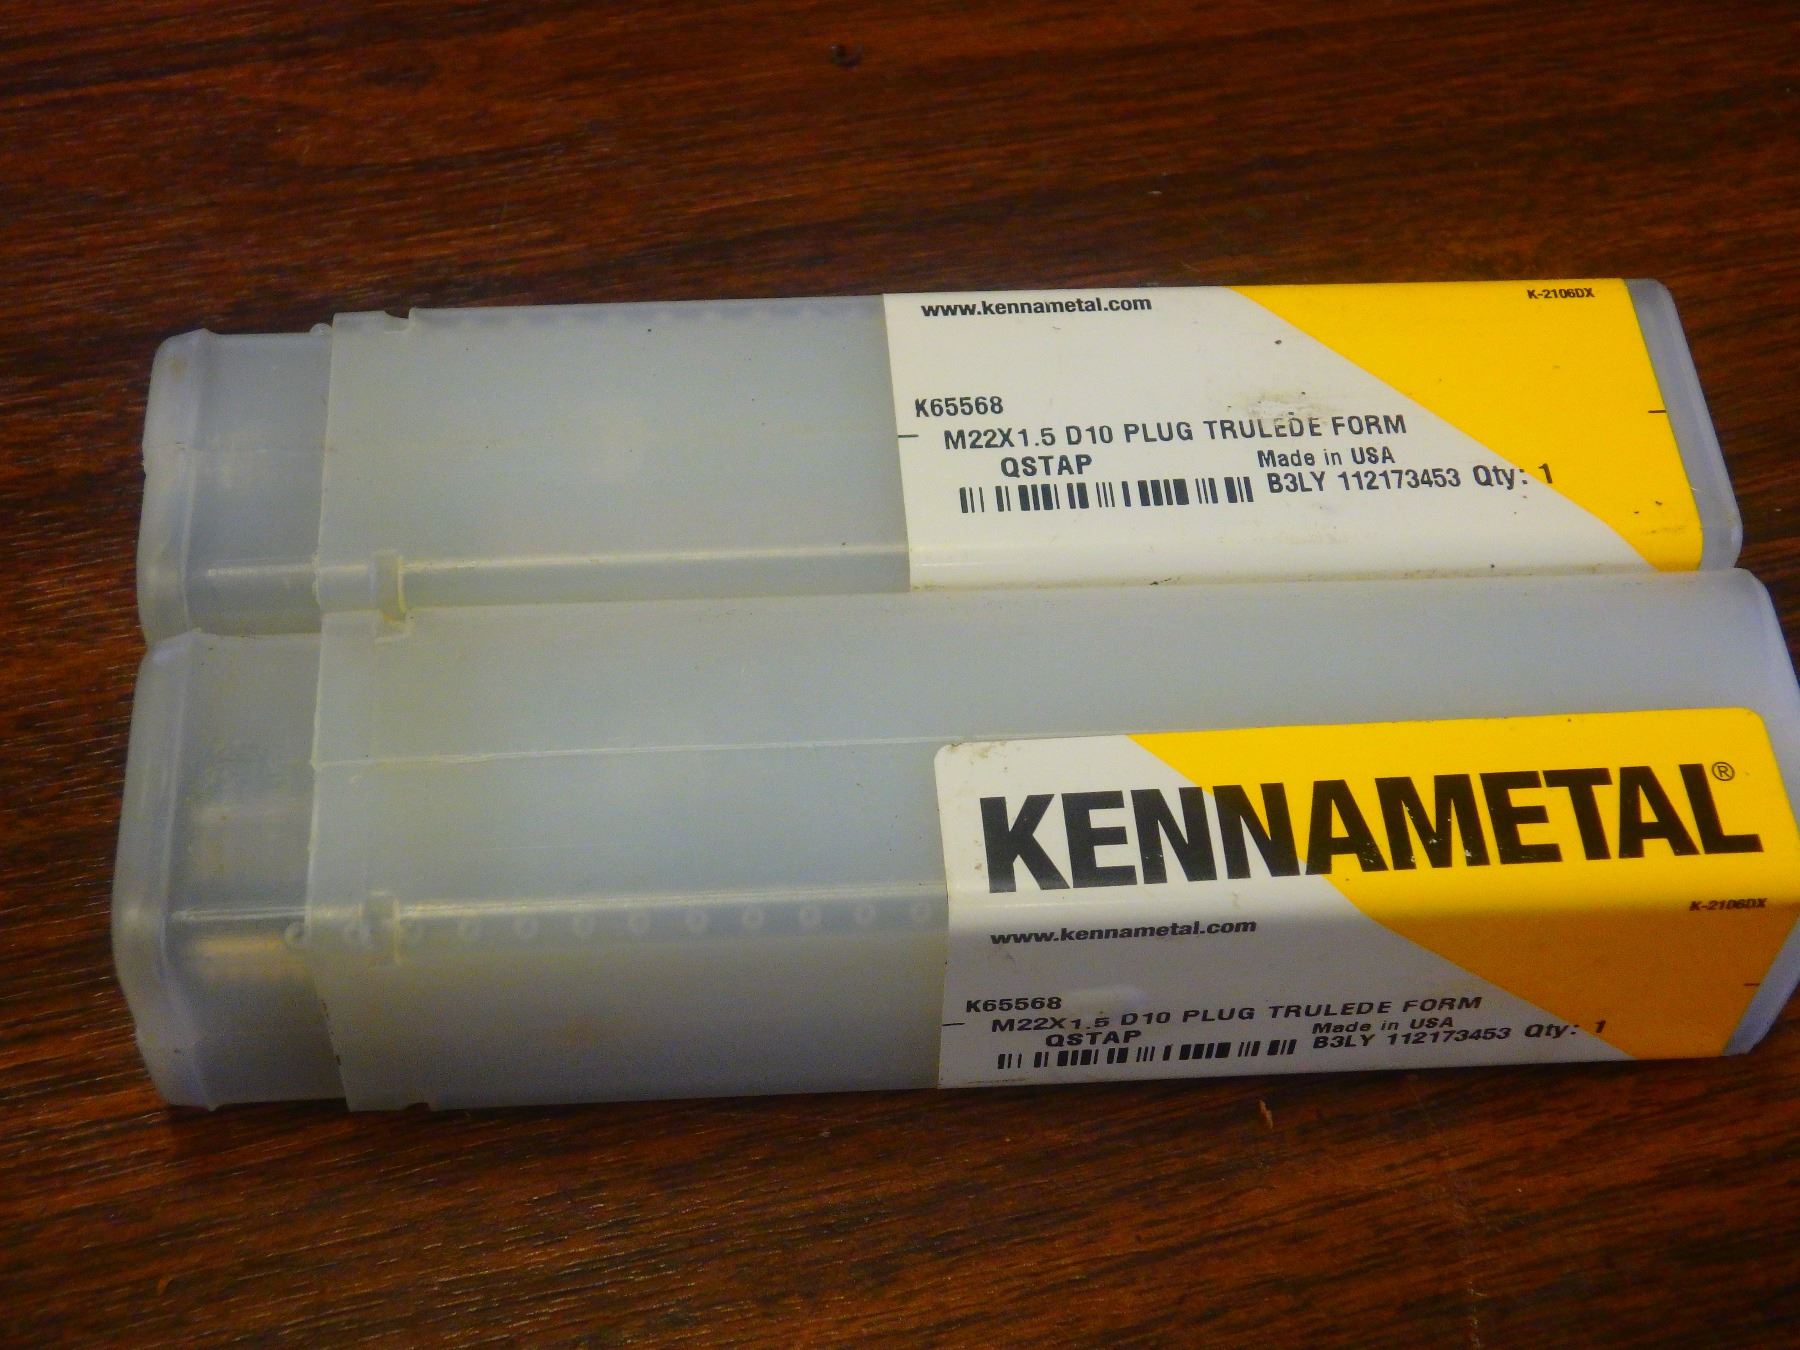 www.kennametal.com
K-2106DX
K65568
M22X1.5 D10 PLUG TRULEDE FORM
QSTAP
Made in USA
B3LY 112173453 Qty: 1
KENNAMETAL®
K-2106DX
www.kennametal.com
K65568
M22X1.5 D10 PLUG TRULEDE FORM
QSTAP
Made in USA
B3LY 112173453 Qty: 1